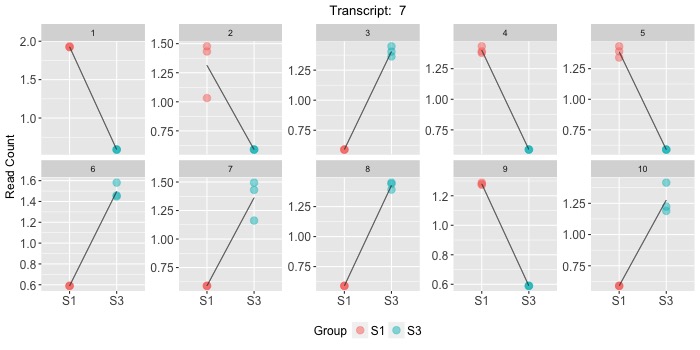 Transcript: 7
1 2 3 4 5
2.0 1.5 1.0
1.50 1.25 1.00 0.75
1.25 1.00 0.75
1.25 1.00 0.75
1.25 1.00 0.75
Read Count
6 7 8 9 10
1.6 1.4 1.2 1.0 0.8 0.6
1.50 1.25 1.00 0.75
1.25 1.00 0.75
1.2 1.0 0.8 0.6
1.25 1.00 0.75
S1 S3 S1 S3 S1 S3 S1 S3 S1 S3
Group S1 S3